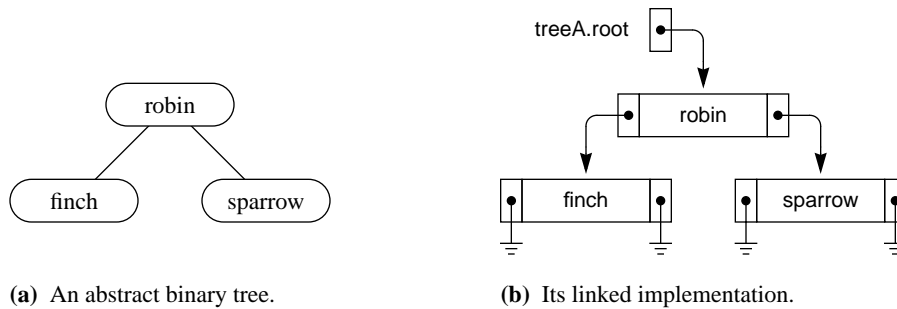 treeA.root
robin
finch
sparrow
robin
finch
sparrow
(a) An abstract binary tree.
(b) Its linked implementation.